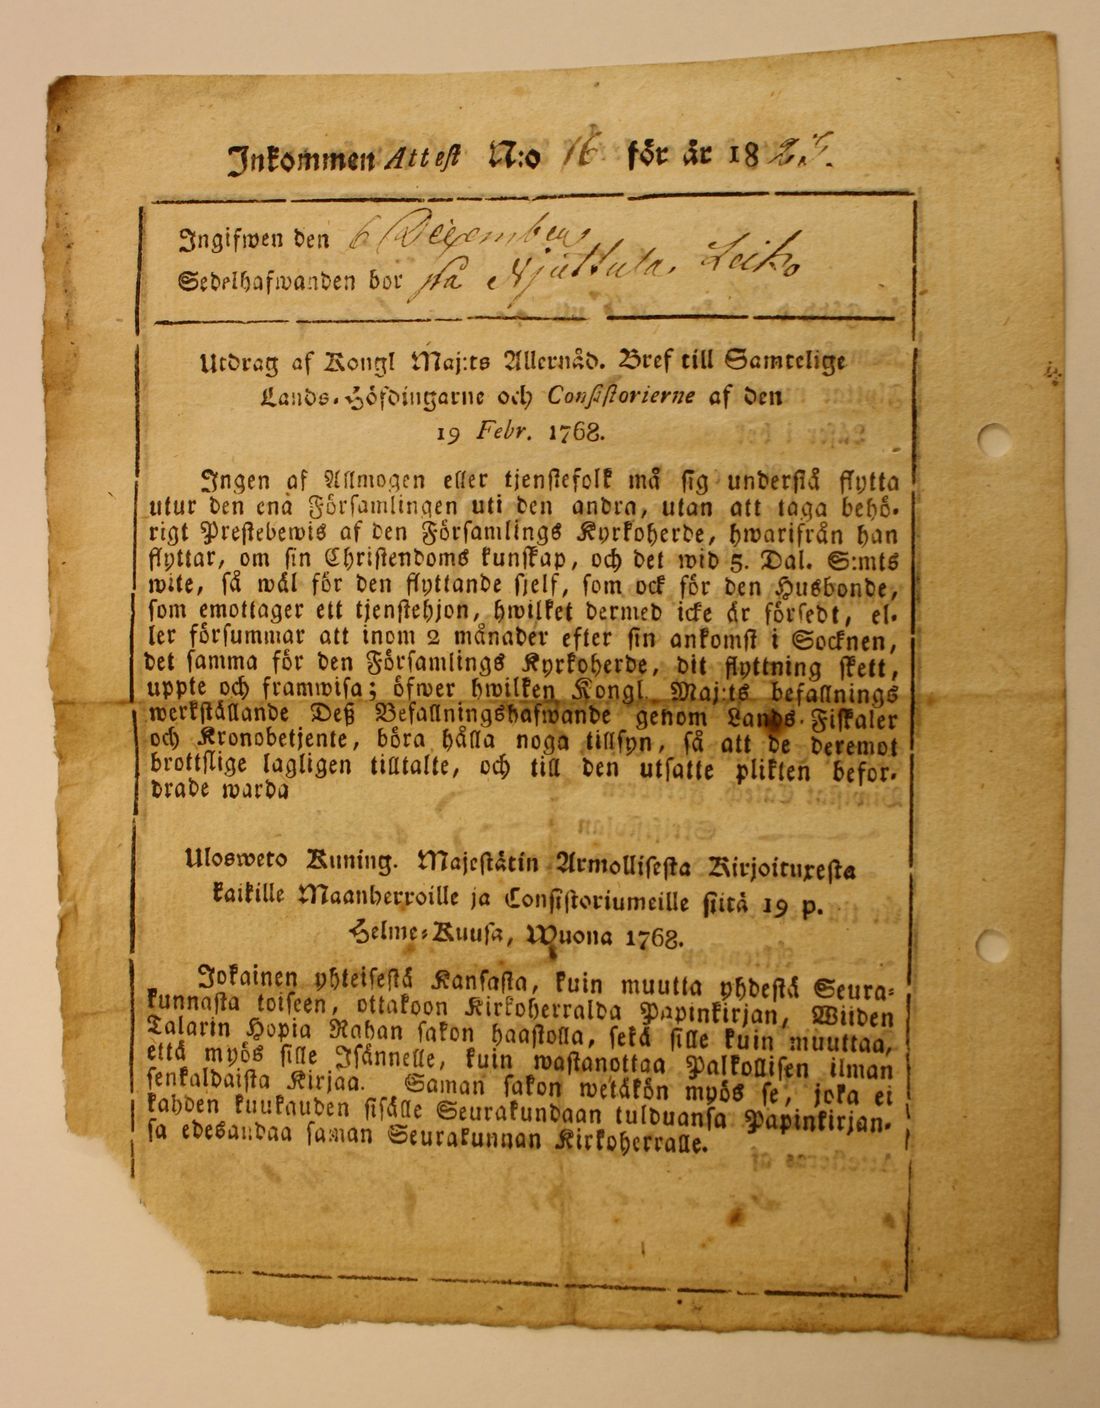 Inkommen Attest N:o 16 för år 18
Ingifwen den 6 December
Sedelhafwanden bor på
Utdrag af Kongl Maj:ts Allernåd. Bref till Samtelige
Lands-Höfdingarne och Consistorierne af den
19 Febr. 1768.
Ingen af Allmogen eller tjenstefolk må sig understå flytta
utur den ena Församlingen uti den andra, utan att taga behö-
rigt Prestebewis af den Församlings Kyrkoherde, hwarifrån han
flyttar, om sin Christendoms kunskap, och det wid 5. Dal. S:mts
wite, så wäl för den flyttande sjelf, som ock för den Husbonde,
som emottager ett tjenstehjon, hwilket dermed icke är försedt, el-
ler försummar att inom 2 månader efter sin ankomst i Socknen,
det samma för den Församlings Kyrkoherde, dit flyttning skett,
uppte och framwisa; öfwer hwilken Kongl. Maj:ts befallnings
werkställande Deß Befallningshafwande genom Lands-Fiskaler
och Kronobetjente, böra hålla noga tillsyn, så att de deremot
brottslige lagligen tilltalte, och till den utsatte plikten befor-
drade warda
Ulosweto Kuning. Majestätin Armollisesta Kirjoituxesta
kaikille Maanherroille ja Consistoriumeille siitä 19 p.
Helme-Kuusa, Wuona 1768.
Jokainen yhteisestä Kansasta, kuin muutta yhdestä Seura-
kunnasta toiseen, ottakoon Kirkoherralda Papinkirjan, Wiiden
Talarin Hopia Rahan sakon haastolla, sekä sille kuin muuttaa,
että myös sille Isännelle, kuin wastanottaa Palkollisen ilman
senkaldaista Kirjaa. Saman sakon wetäkön myös se, joka ei
kahden kuukauden sisälle Seurakundaan tulduansa Papinkirjan-
sa edesandaa saman Seurakunnan Kirkoherralle.